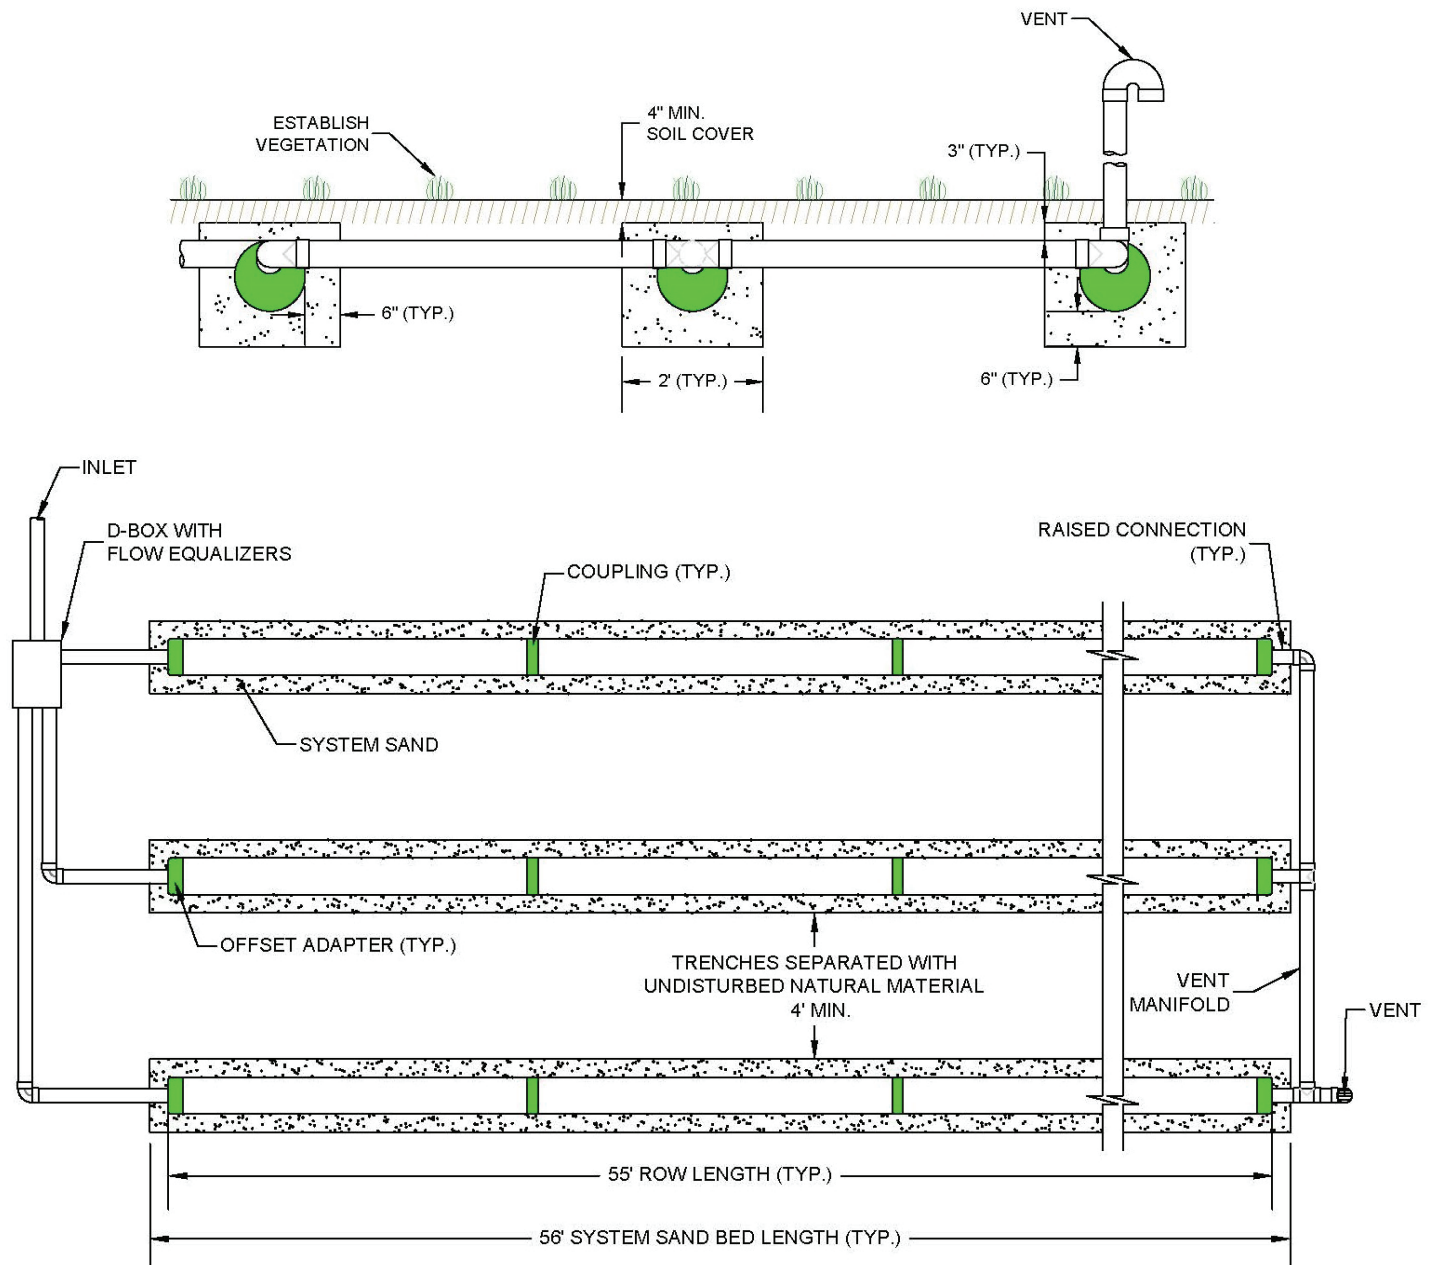 VENT
ESTABLISH
VEGETATION
4" MIN.
SOIL COVER
3" (TYP.)
6" (TYP.)
2' (TYP.)
6" (TYP.)
INLET
D-BOX WITH
FLOW EQUALIZERS
COUPLING (TYP.)
RAISED CONNECTION
(TYP.)
SYSTEM SAND
OFFSET ADAPTER (TYP.)
TRENCHES SEPARATED WITH
UNDISTURBED NATURAL MATERIAL
4' MIN.
VENT
MANIFOLD
VENT
55' ROW LENGTH (TYP.)
56' SYSTEM SAND BED LENGTH (TYP.)